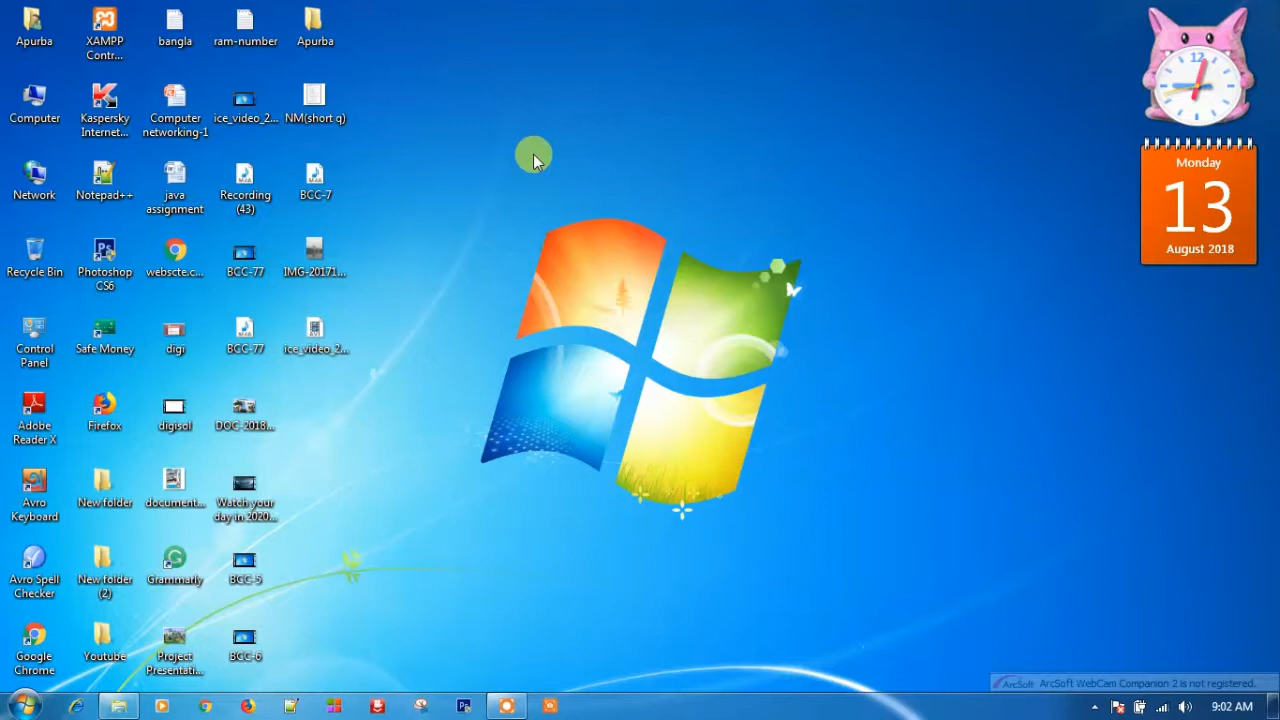 Apurba
XAMPP
Contr...
bangla
ram-number
Apurba
Computer
Kaspersky
Internet...
Computer
networking-1
ice_video_2...
NM(short q)
Network
Notepad++
java
assignment
Recording
(43)
BCC-7
Recycle Bin
Photoshop
CS6
webscte.c...
BCC-77
IMG-20171...
Control
Panel
Safe Money
digi
BCC-77
ice_video_2...
Adobe
Reader X
Firefox
digisol
DOC-2018...
Avro
Keyboard
New folder
document...
Watch your
day in 2020...
Avro Spell
Checker
New folder
(2)
Grammarly
BCC-5
Google
Chrome
Youtube
Project
Presentati...
BCC-6
12
Monday
13
August 2018
ArcSoft ArcSoft WebCam Companion 2 is not registered.
9:02 AM